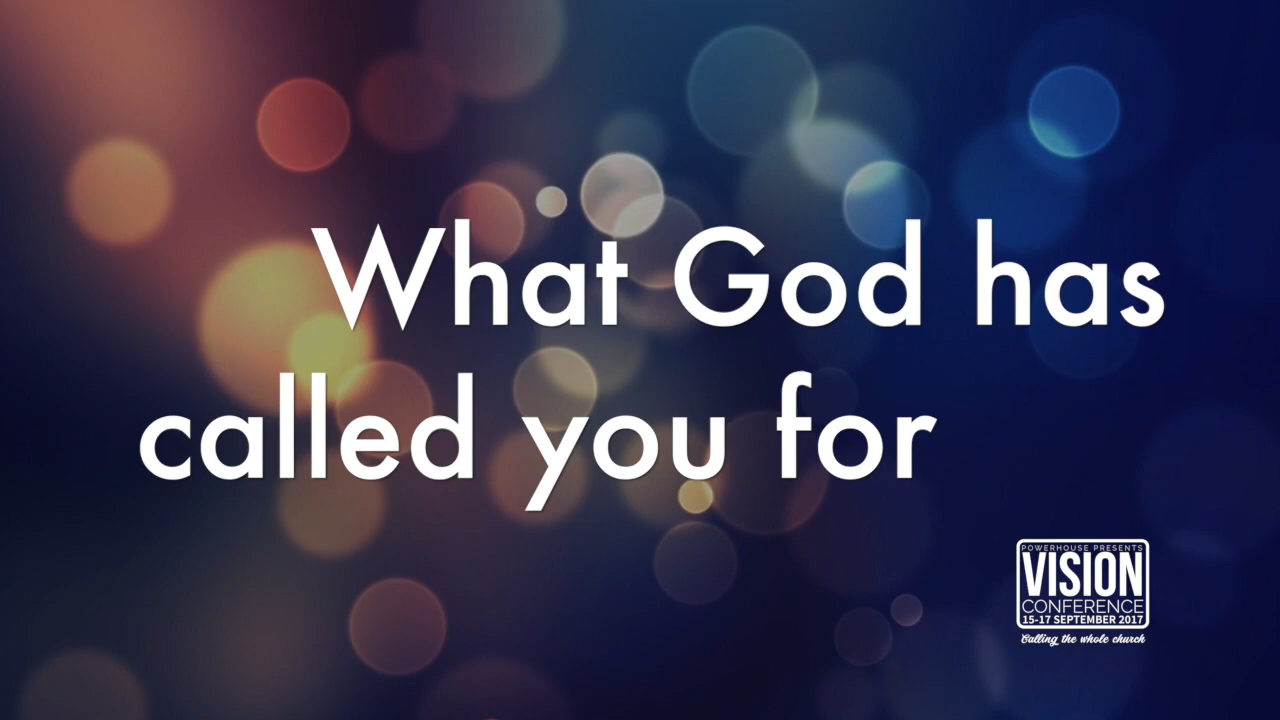 What God has
called you for
POWERHOUSE PRESENTS
VISION
CONFERENCE
15-17 SEPTEMBER 2017
Calling the whole church